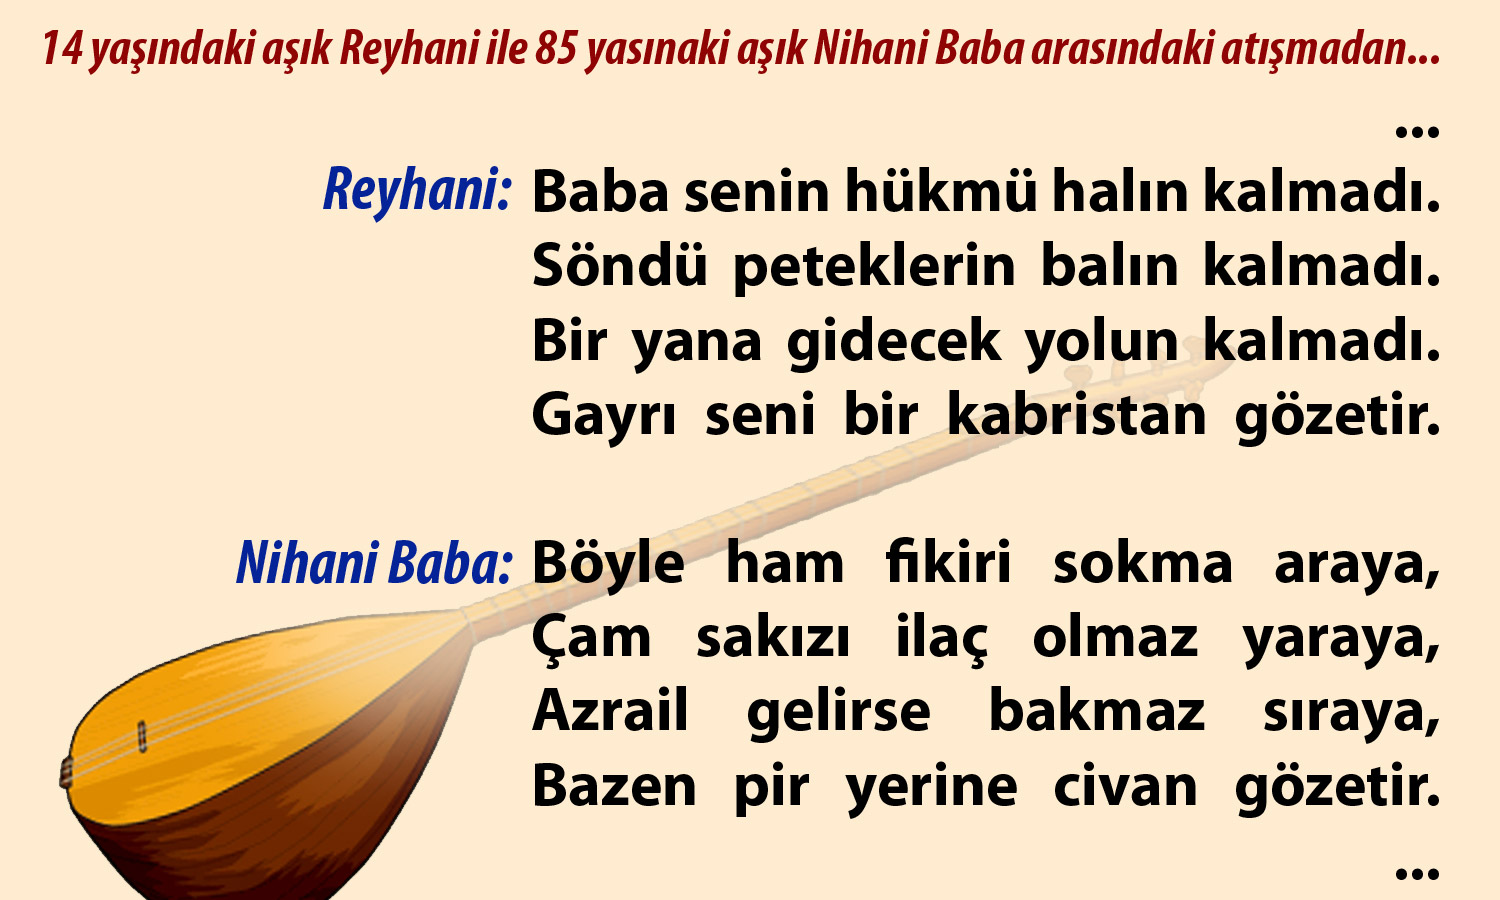 14 yaşındaki aşık Reyhani ile 85 yasınaki aşık Nihani Baba arasındaki atışmadan...
...
Reyhani: Baba senin hükmü halın kalmadı.
Söndü peteklerin balın kalmadı.
Bir yana gidecek yolun kalmadı.
Gayrı seni bir kabristan gözetir.
Nihani Baba: Böyle ham fikiri sokma araya,
Çam sakızı ilaç olmaz yaraya,
Azrail gelirse bakmaz sıraya,
Bazen pir yerine civan gözetir.
...